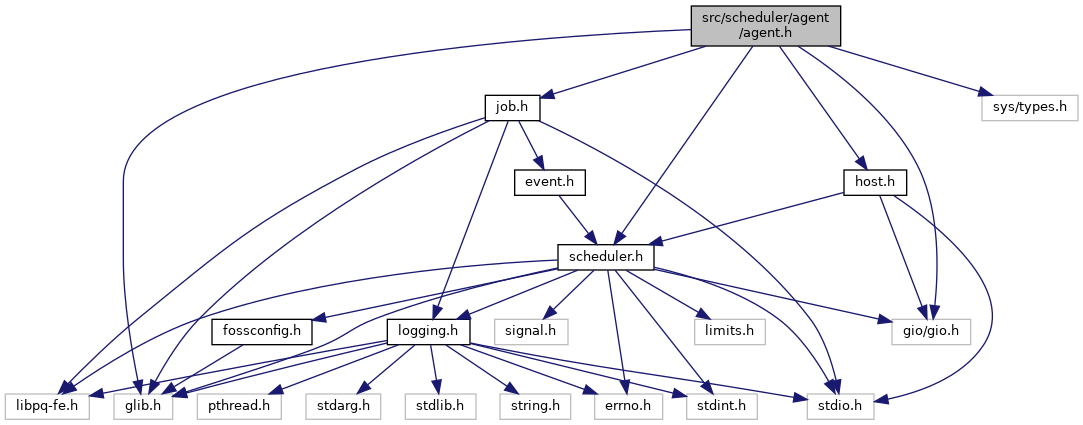 src/scheduler/agent
/agent.h
job.h
sys/types.h
event.h
host.h
scheduler.h
fossconfig.h
logging.h
signal.h
limits.h
gio/gio.h
libpq-fe.h
glib.h
pthread.h
stdarg.h
stdlib.h
string.h
errno.h
stdint.h
stdio.h